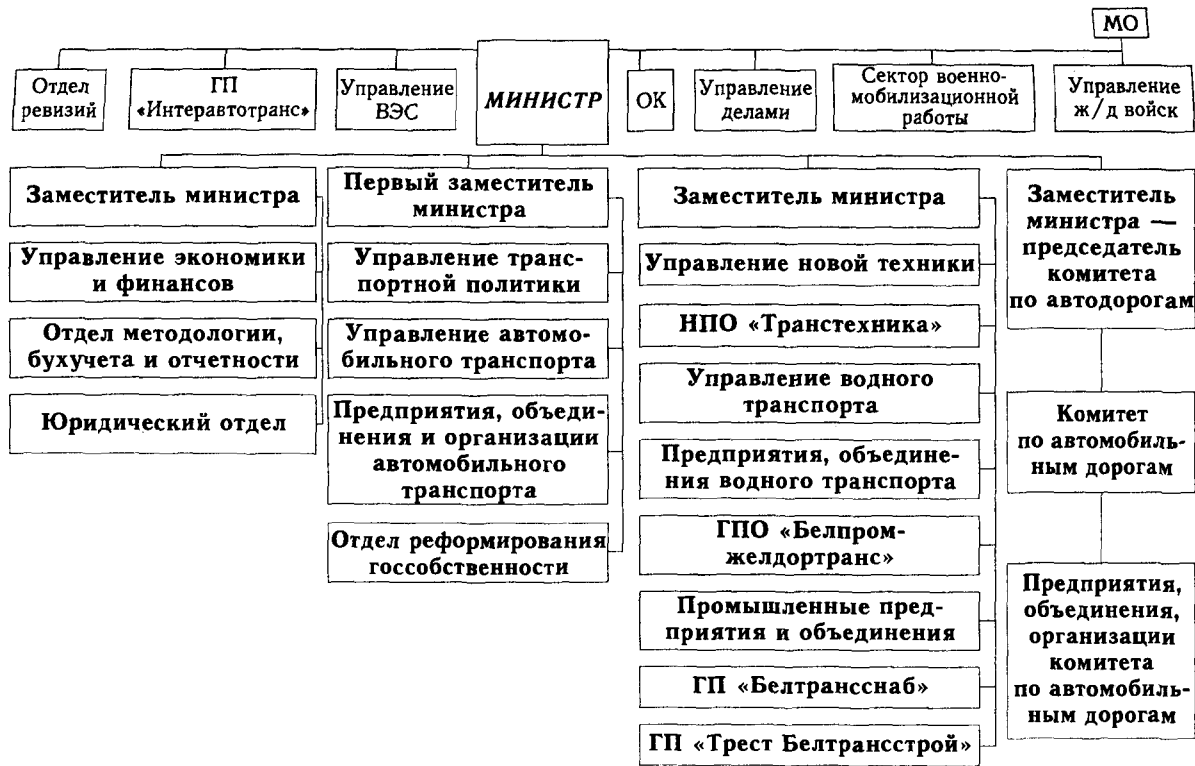 МО
Отдел
ревизий
ГП
«Интеравтотранс»
Управление
ВЭС
МИНИСТР
ОК
Управление
делами
Сектор военно-
мобилизационной
работы
Управление
ж/д войск
Заместитель министра
Управление экономики
и финансов
Отдел методологии,
бухучета и отчетности
Юридический отдел
Первый заместитель
министра
Управление транс-
портной политики
Управление автомо-
бильного транспорта
Предприятия, объеди-
нения и организации
автомобильного
транспорта
Отдел реформирования
госсобственности
Заместитель министра
Управление новой техники
НПО «Транстехника»
Управление водного
транспорта
Предприятия, объедине-
ния водного транспорта
ГПО «Белпром-
желдортранс»
Промышленные пред-
приятия и объединения
ГП «Белтрансснаб»
ГП «Трест Белтрансстрой»
Заместитель
министра —
председатель
комитета
по автодорогам
Комитет
по автомобиль-
ным дорогам
Предприятия,
объединения,
организации
комитета
по автомобиль-
ным дорогам